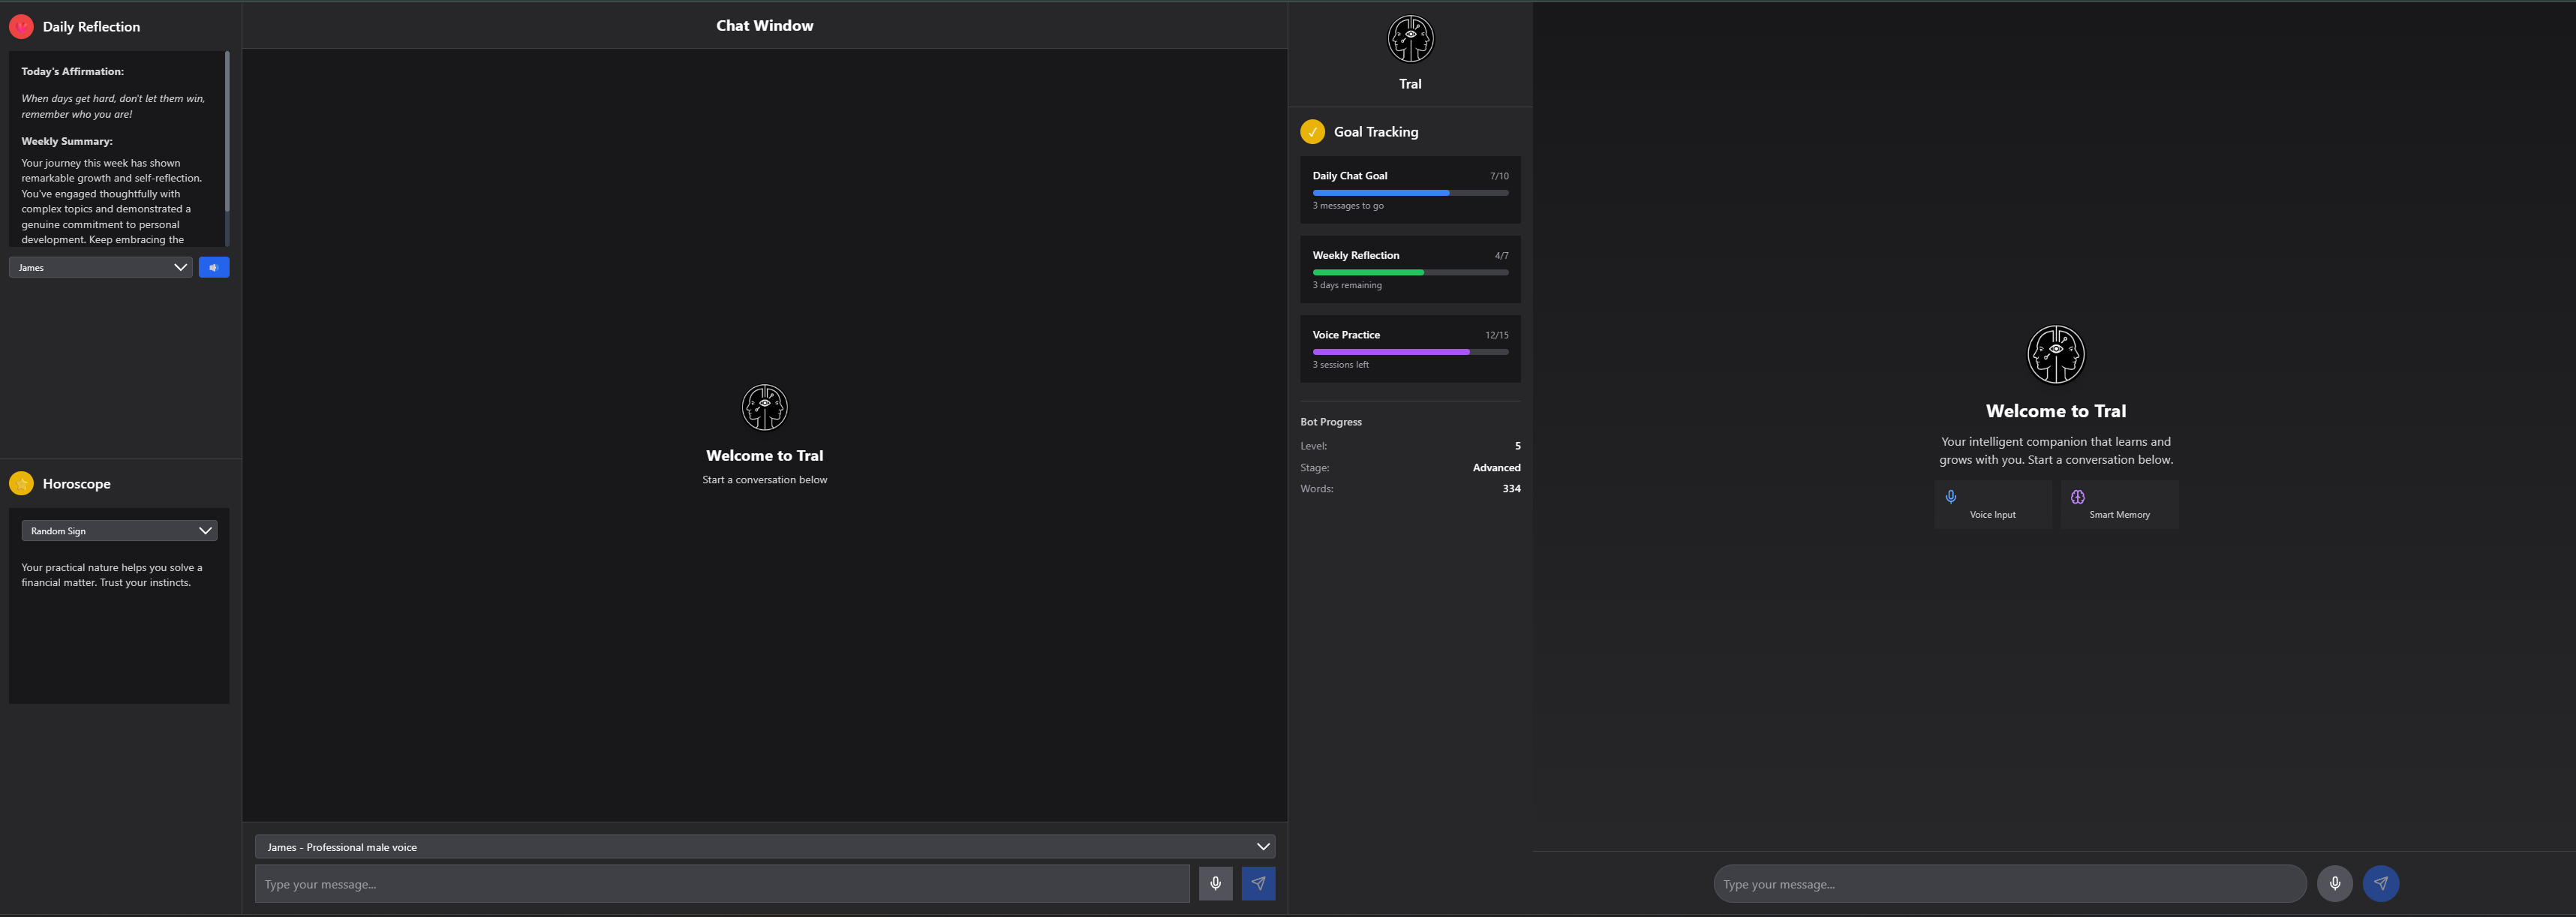 Daily Reflection
Today's Affirmation:
When days get hard, don't let them win,
remember who you are!
Weekly Summary:
Your journey this week has shown
remarkable growth and self-reflection.
You've engaged thoughtfully with
complex topics and demonstrated a
genuine commitment to personal
development. Keep embracing the
James
Horoscope
Random Sign
Your practical nature helps you solve a
financial matter. Trust your instincts.
Chat Window
Welcome to Tral
Start a conversation below
James - Professional male voice
Type your message...
Tral
Goal Tracking
Daily Chat Goal 7/10
3 messages to go
Weekly Reflection 4/7
3 days remaining
Voice Practice 12/15
3 sessions left
Bot Progress
Level: 5
Stage: Advanced
Words: 334
Welcome to Tral
Your intelligent companion that learns and
grows with you. Start a conversation below.
Voice Input
Smart Memory
Type your message...